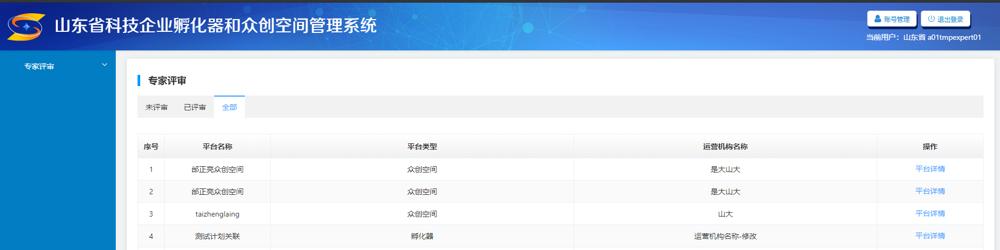 山东省科技企业孵化器和众创空间管理系统
账号管理 退出登录
当前用户：山东省 a01tmpexpert01
专家评审
专家评审
未评审 已评审 全部
序号 平台名称 平台类型 运营机构名称 操作
1 邰正亮众创空间 众创空间 是大山大 平台详情
2 邰正亮众创空间 众创空间 是大山大 平台详情
3 taizhenglaing 众创空间 山大 平台详情
4 测试计划关联 孵化器 运营机构名称-修改 平台详情